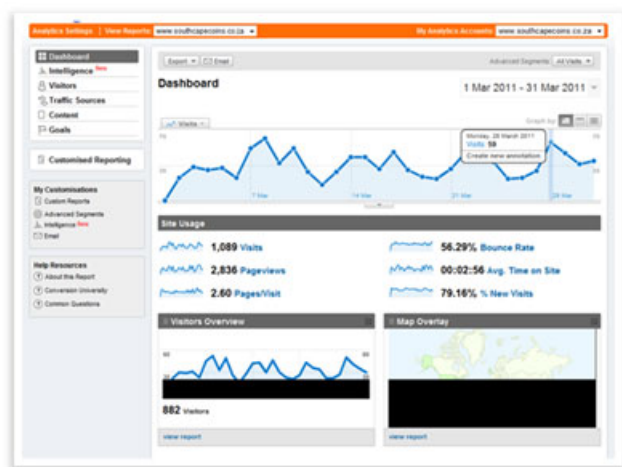 Analytics Settings | View Reports: www.southcapecoins.co.za
My Analytics Accounts: www.southcapecoins.co.za
Dashboard
Intelligence Beta
Visitors
Traffic Sources
Content
Goals
Customised Reporting
My Customisations
Custom Reports
Advanced Segments
Intelligence Beta
Email
Help Resources
About this Report
Conversion University
Common Questions
Export Email
Advanced Segments: All Visits
Dashboard
1 Mar 2011 - 31 Mar 2011
Visits
Graph by:
Monday, 28 March 2011
Visits: 59
Create new annotation
7 Mar 14 Mar 21 Mar 28 Mar
Site Usage
1,089 Visits
56.29% Bounce Rate
2,836 Pageviews
00:02:56 Avg. Time on Site
2.60 Pages/Visit
79.16% % New Visits
Visitors Overview
882 Visitors
view report
Map Overlay
view report